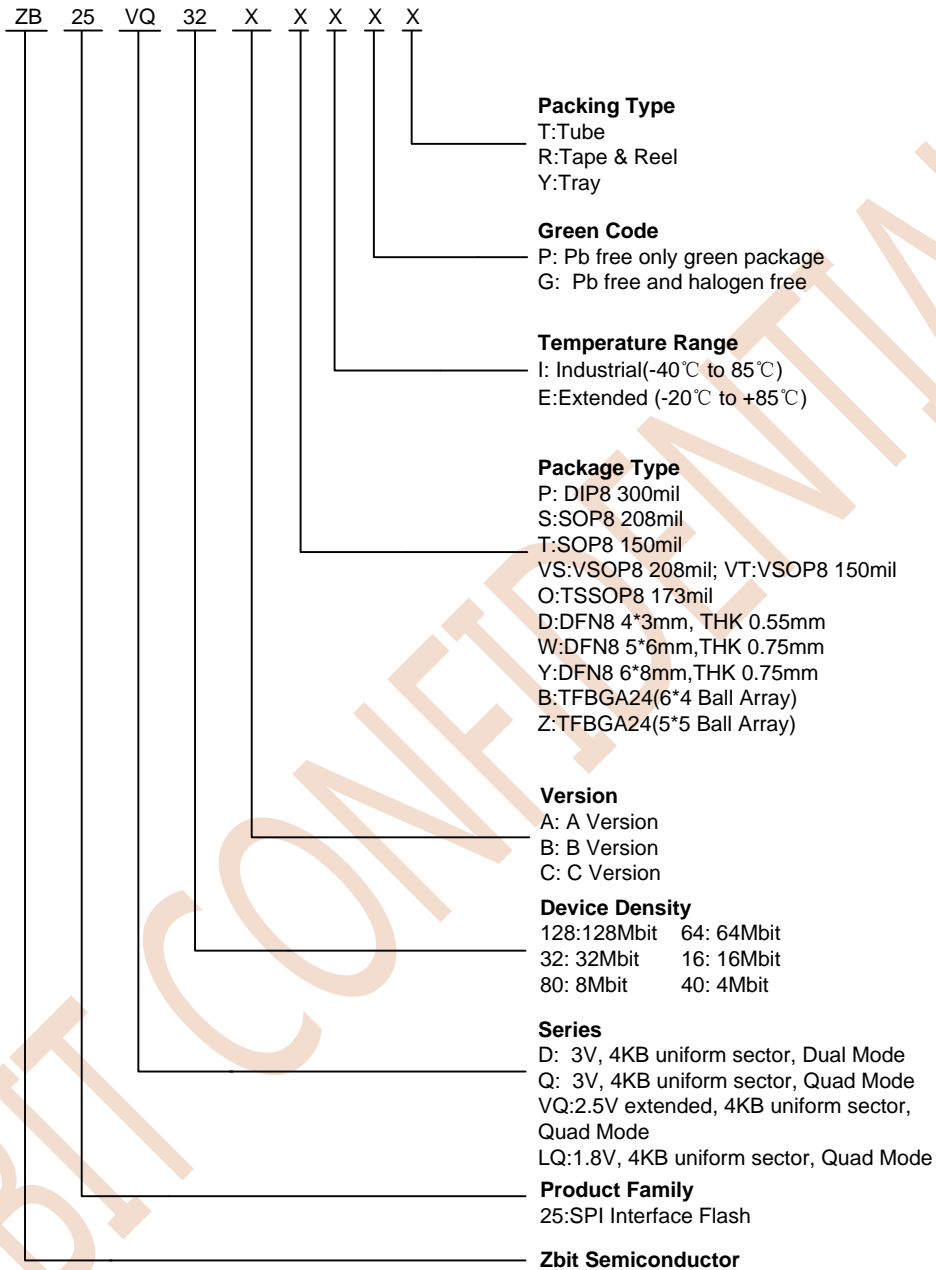 ZB 25 VQ 32 X X X X X
Packing Type
T:Tube
R:Tape & Reel
Y:Tray
Green Code
P: Pb free only green package
G: Pb free and halogen free
Temperature Range
I: Industrial(-40℃ to 85℃)
E:Extended (-20℃ to +85℃)
Package Type
P: DIP8 300mil
S:SOP8 208mil
T:SOP8 150mil
VS:VSOP8 208mil; VT:VSOP8 150mil
O:TSSOP8 173mil
D:DFN8 4*3mm, THK 0.55mm
W:DFN8 5*6mm,THK 0.75mm
Y:DFN8 6*8mm,THK 0.75mm
B:TFBGA24(6*4 Ball Array)
Z:TFBGA24(5*5 Ball Array)
Version
A: A Version
B: B Version
C: C Version
Device Density
128:128Mbit 64: 64Mbit
32: 32Mbit 16: 16Mbit
80: 8Mbit 40: 4Mbit
Series
D: 3V, 4KB uniform sector, Dual Mode
Q: 3V, 4KB uniform sector, Quad Mode
VQ:2.5V extended, 4KB uniform sector,
Quad Mode
LQ:1.8V, 4KB uniform sector, Quad Mode
Product Family
25:SPI Interface Flash
Zbit Semiconductor
BIT CONFIDENTIA